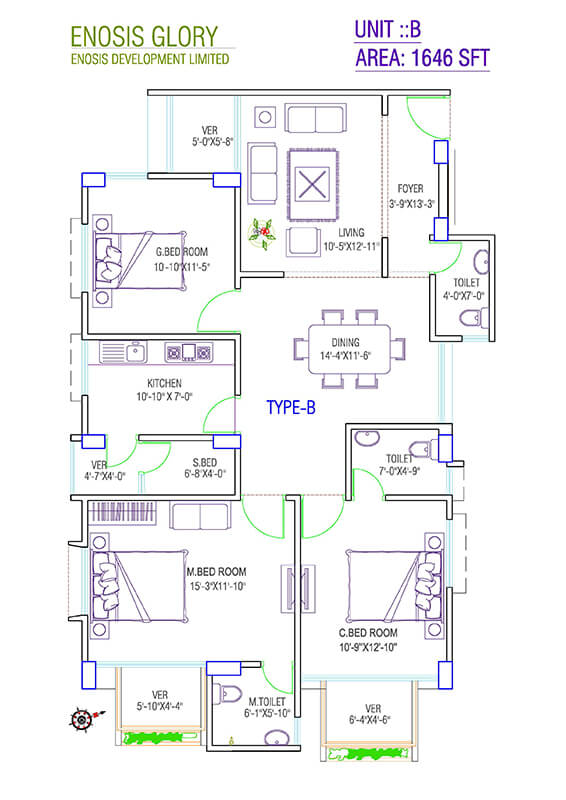 ENOSIS GLORY
ENOSIS DEVELOPMENT LIMITED
UNIT ::B
AREA: 1646 SFT
VER
5'-0"X5'-8"
FOYER
3'-9"X13'-3"
LIVING
10'-5"X12'-11"
G.BED ROOM
10'-10"X11'-5"
TOILET
4'-0"X7'-0"
DINING
14'-4"X11'-6"
KITCHEN
10'-10" X 7'-0"
TYPE-B
VER
4'-7"X4'-0"
S.BED
6'-8"X4'-0"
TOILET
7'-0"X4'-9"
M.BED ROOM
15'-3"X11'-10"
C.BED ROOM
10'-9"X12'-10"
VER
5'-10"X4'-4"
M.TOILET
6'-1"X5'-10"
VER
6'-4"X4'-6"